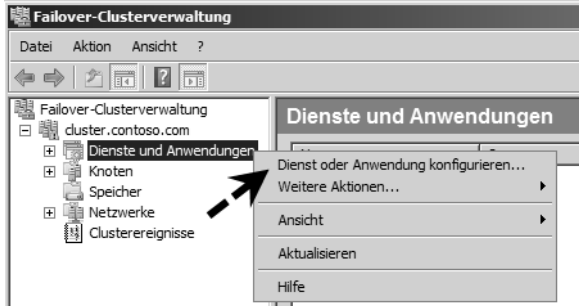 Failover-Clusterverwaltung
Datei Aktion Ansicht ?
Failover-Clusterverwaltung
cluster.contoso.com
Dienste und Anwendungen
Knoten
Speicher
Netzwerke
Clusterereignisse
Dienste und Anwendungen
Dienst oder Anwendung konfigurieren...
Weitere Aktionen...
Ansicht
Aktualisieren
Hilfe